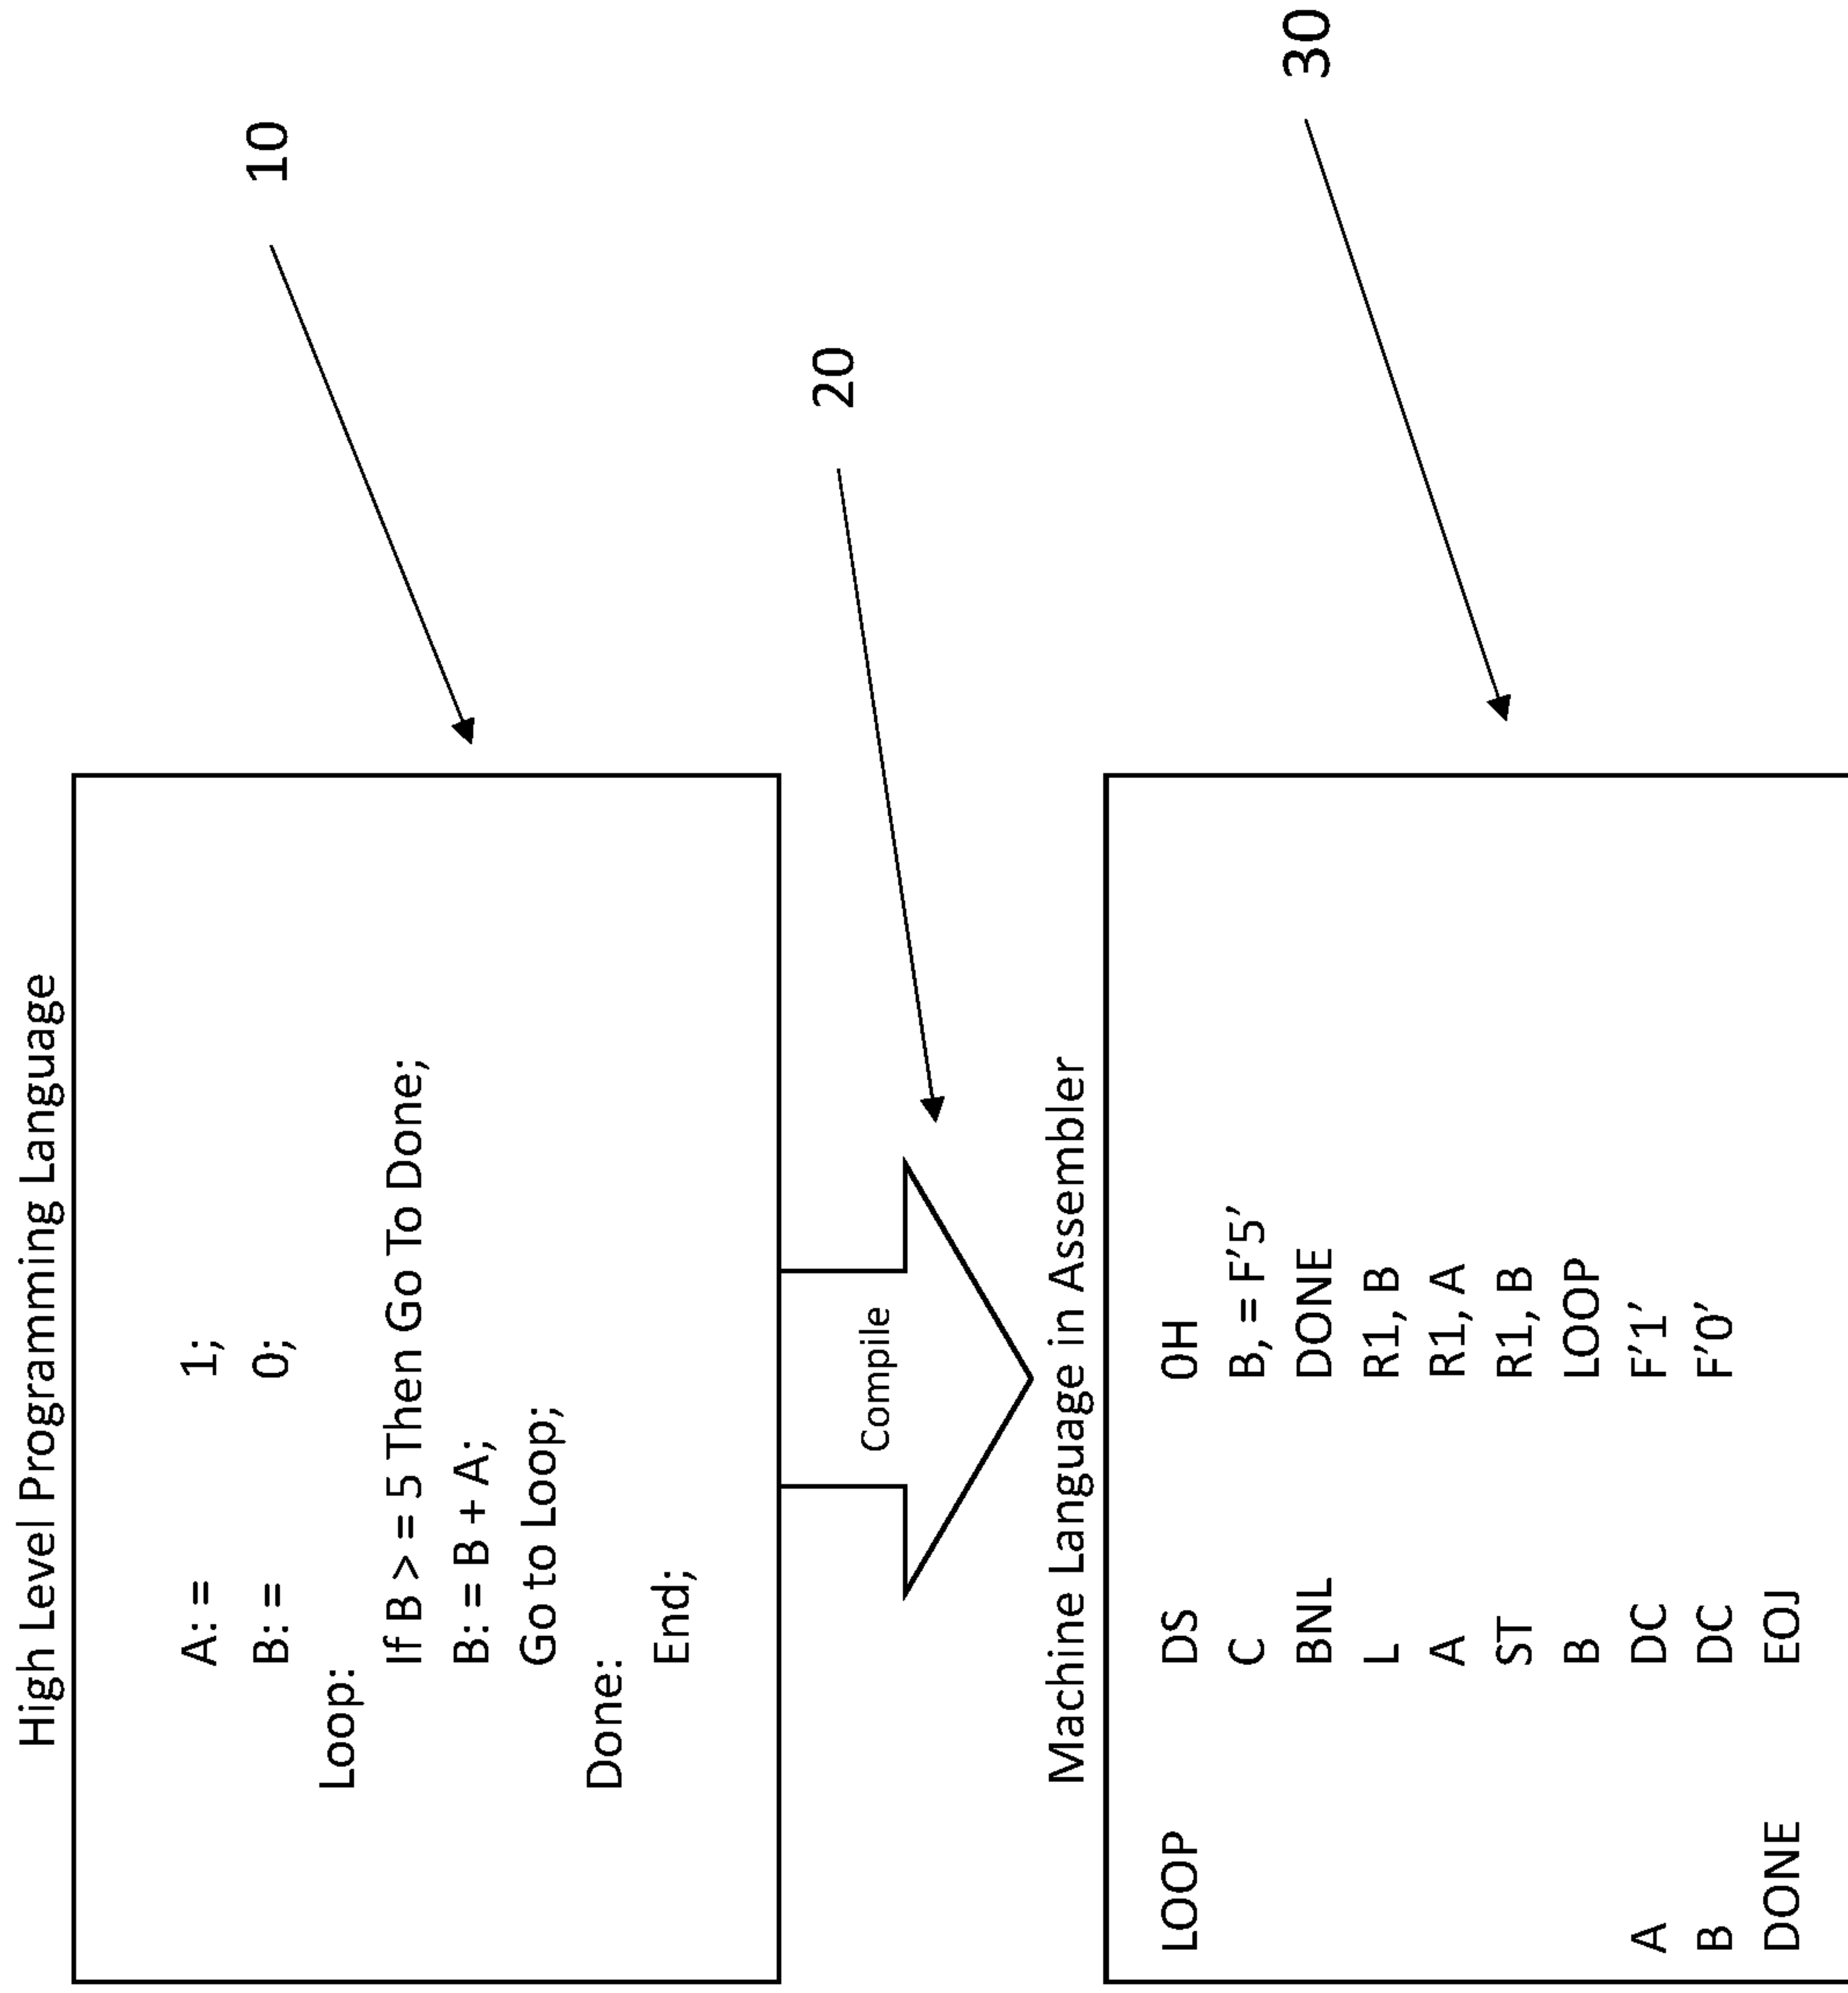 High Level Programming Language
A: = 1;
B: = 0;
Loop:
If B > = 5 Then Go To Done;
B: = B + A;
Go to Loop;
Done:
End;
10
Compile
20
Machine Language in Assembler
LOOP DS 0H
C B, = F'5'
BNL DONE
L R1, B
A R1, A
ST R1, B
B LOOP
A DC F'1'
B DC F'0'
DONE EOJ
30